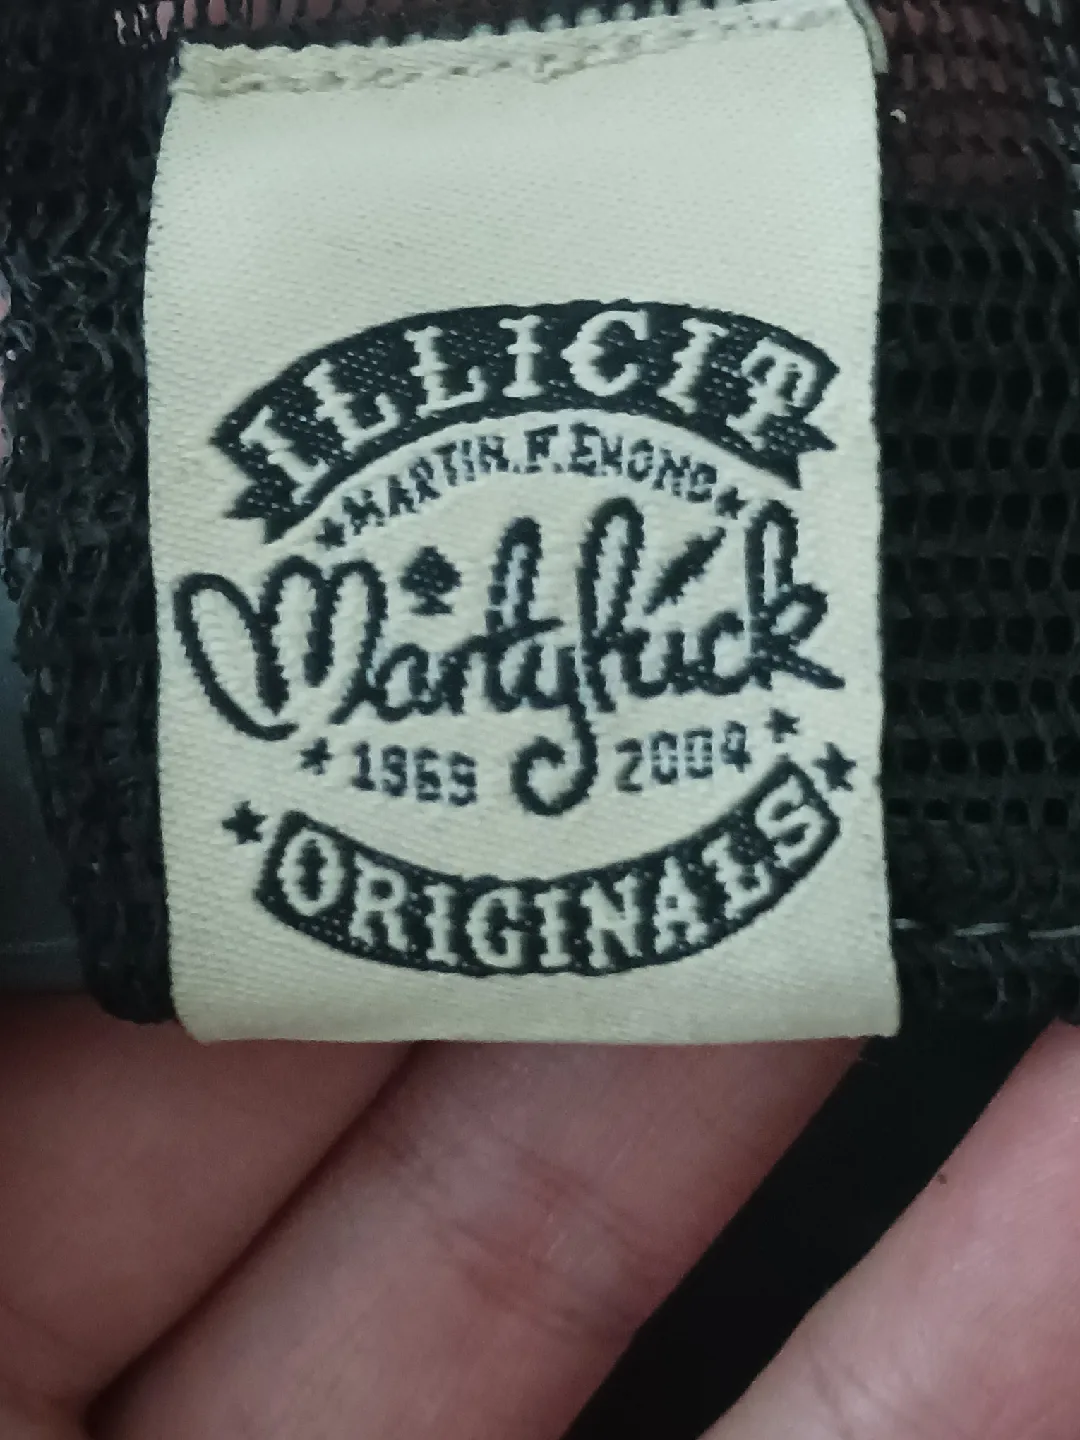 ILLICIT
MARTIN.F.EMOND
Martyfuck
1969 2004
ORIGINALS